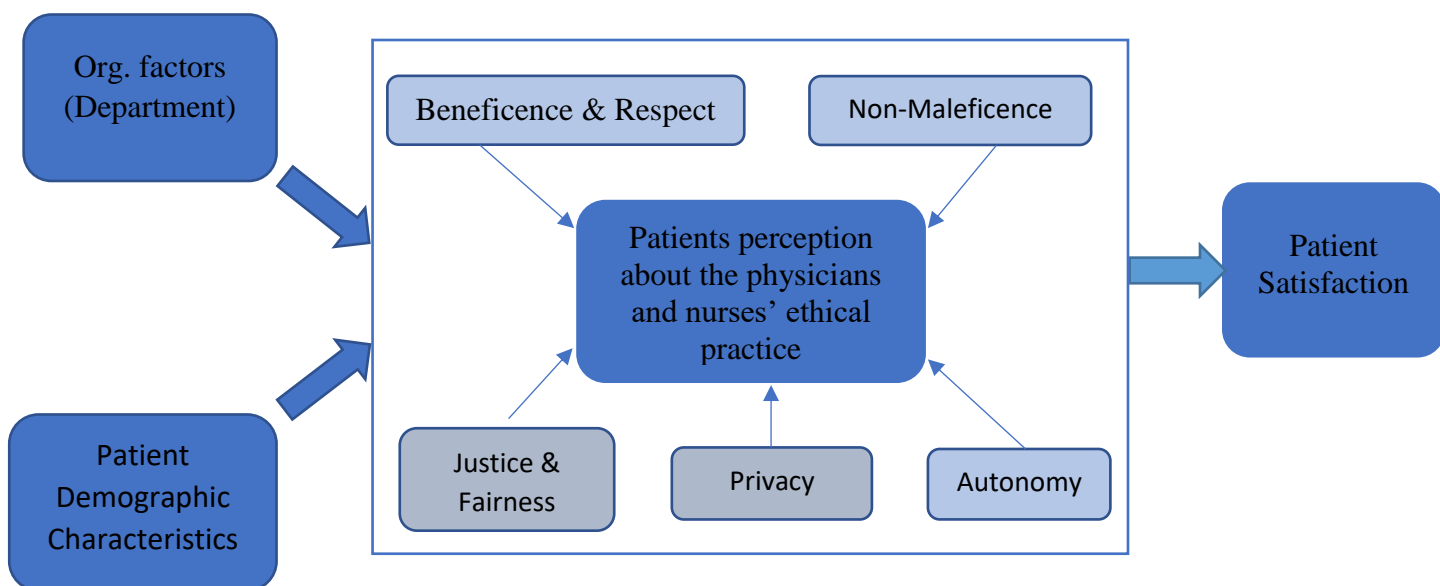 Org. factors
(Department)
Beneficence & Respect
Non-Maleficence
Patients perception
about the physicians
and nurses’ ethical
practice
Patient
Satisfaction
Patient
Demographic
Characteristics
Justice &
Fairness
Privacy
Autonomy